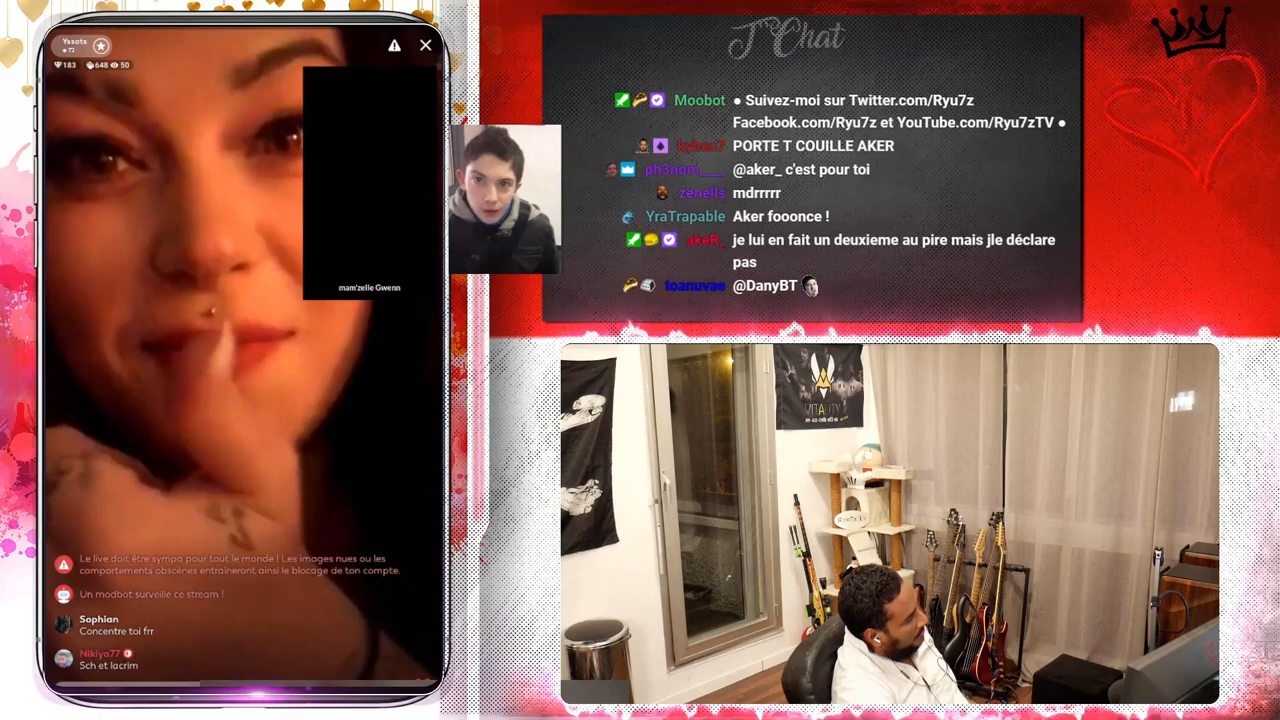 Yssots
★73
183 648 50
mam'zelle Gwenn
Le live doit être sympa pour tout le monde ! Les images nues ou les
comportements obscènes entraîneront ainsi le blocage de ton compte.
Un modbot surveille ce stream !
Sophian
Concentre toi frr
Nikiya77
Sch et lacrim
T'Chat
Moobot ● Suivez-moi sur Twitter.com/Ryu7z
Facebook.com/Ryu7z et YouTube.com/Ryu7zTV ●
PORTE T COUILLE AKER
ph3nom____ @aker_ c'est pour toi
zenells mdrrrrr
YraTrapable Aker fooonce !
akeR_ je lui en fait un deuxieme au pire mais jle déclare
pas
toanuvae @DanyBT
VITALITY